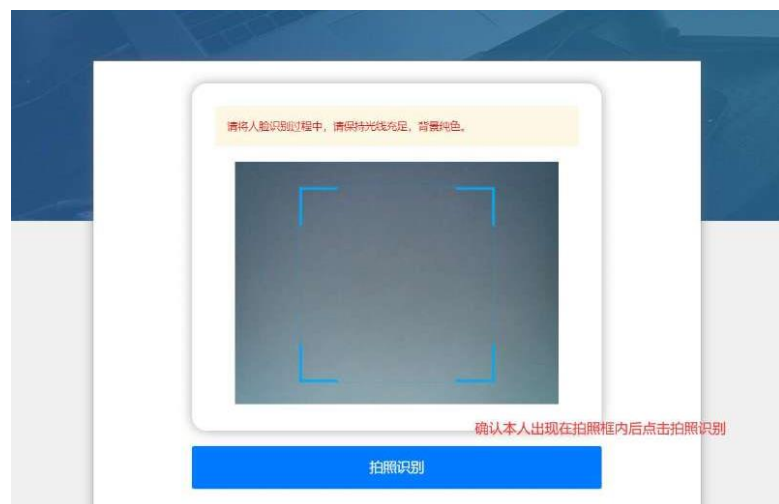 请将人脸识别过程中，请保持光线充足，背景纯色。
确认本人出现在拍照框内后点击拍照识别
拍照识别